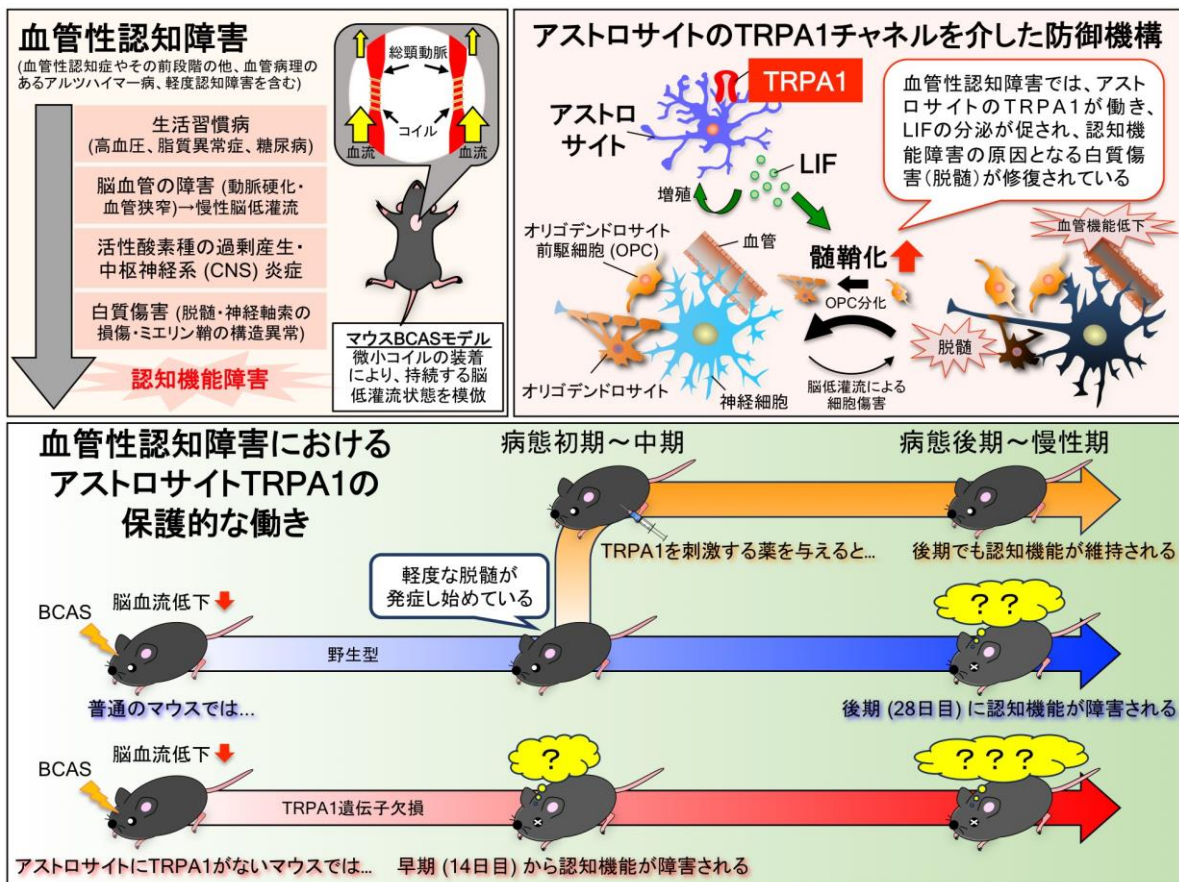 血管性認知障害
(血管性認知症やその前段階の他、血管病理の
あるアルツハイマー病、軽度認知障害を含む)
生活習慣病
(高血圧、脂質異常症、糖尿病)
脳血管の障害 (動脈硬化・
血管狭窄)→慢性脳低灌流
活性酸素種の過剰産生・
中枢神経系 (CNS) 炎症
白質傷害 (脱髄・神経軸索の
損傷・ミエリン鞘の構造異常)
認知機能障害
総頸動脈
コイル
血流
血流
マウスBCASモデル
微小コイルの装着
により、持続する脳
低灌流状態を模倣
アストロサイトのTRPA1チャネルを介した防御機構
TRPA1
アストロ
サイト
LIF
増殖
血管性認知障害では、アスト
ロサイトのTRPA1が働き、
LIFの分泌が促され、認知機
能障害の原因となる白質傷
害(脱髄)が修復されている
オリゴデンドロサイト
前駆細胞 (OPC)
血管
髄鞘化
OPC分化
血管機能低下
脱髄
オリゴデンドロサイト
神経細胞
脳低灌流による
細胞傷害
血管性認知障害における
アストロサイトTRPA1の
保護的な働き
病態初期~中期
病態後期~慢性期
TRPA1を刺激する薬を与えると…
後期でも認知機能が維持される
軽度な脱髄が
発症し始めている
BCAS
脳血流低下
野生型
? ?
普通のマウスでは…
後期 (28日目) に認知機能が障害される
BCAS
脳血流低下
TRPA1遺伝子欠損
?
? ? ?
アストロサイトにTRPA1がないマウスでは…
早期 (14日目) から認知機能が障害される